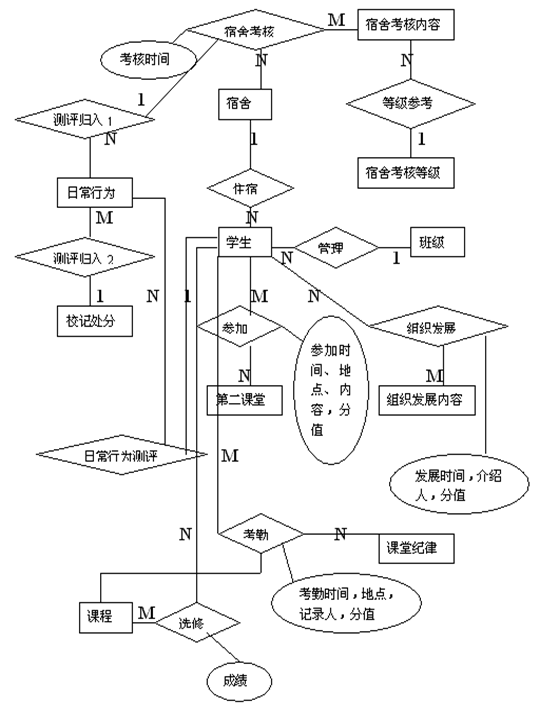 宿舍考核
M
宿舍考核内容
考核时间
N
N
1
宿舍
等级参考
测评归入 1
N
1
1
宿舍考核等级
日常行为
住宿
M
N
学生
管理
班级
N
1
测评归入 2
1
N
1
M
N
校记处分
参加
参加时
间、地
点、内
容，分
值
组织发展
N
M
第二课堂
组织发展内容
日常行为测评
M
发展时间，介绍
人，分值
N
考勤
N
课堂纪律
课程
M
选修
考勤时间，地点，
记录人，分值
成绩